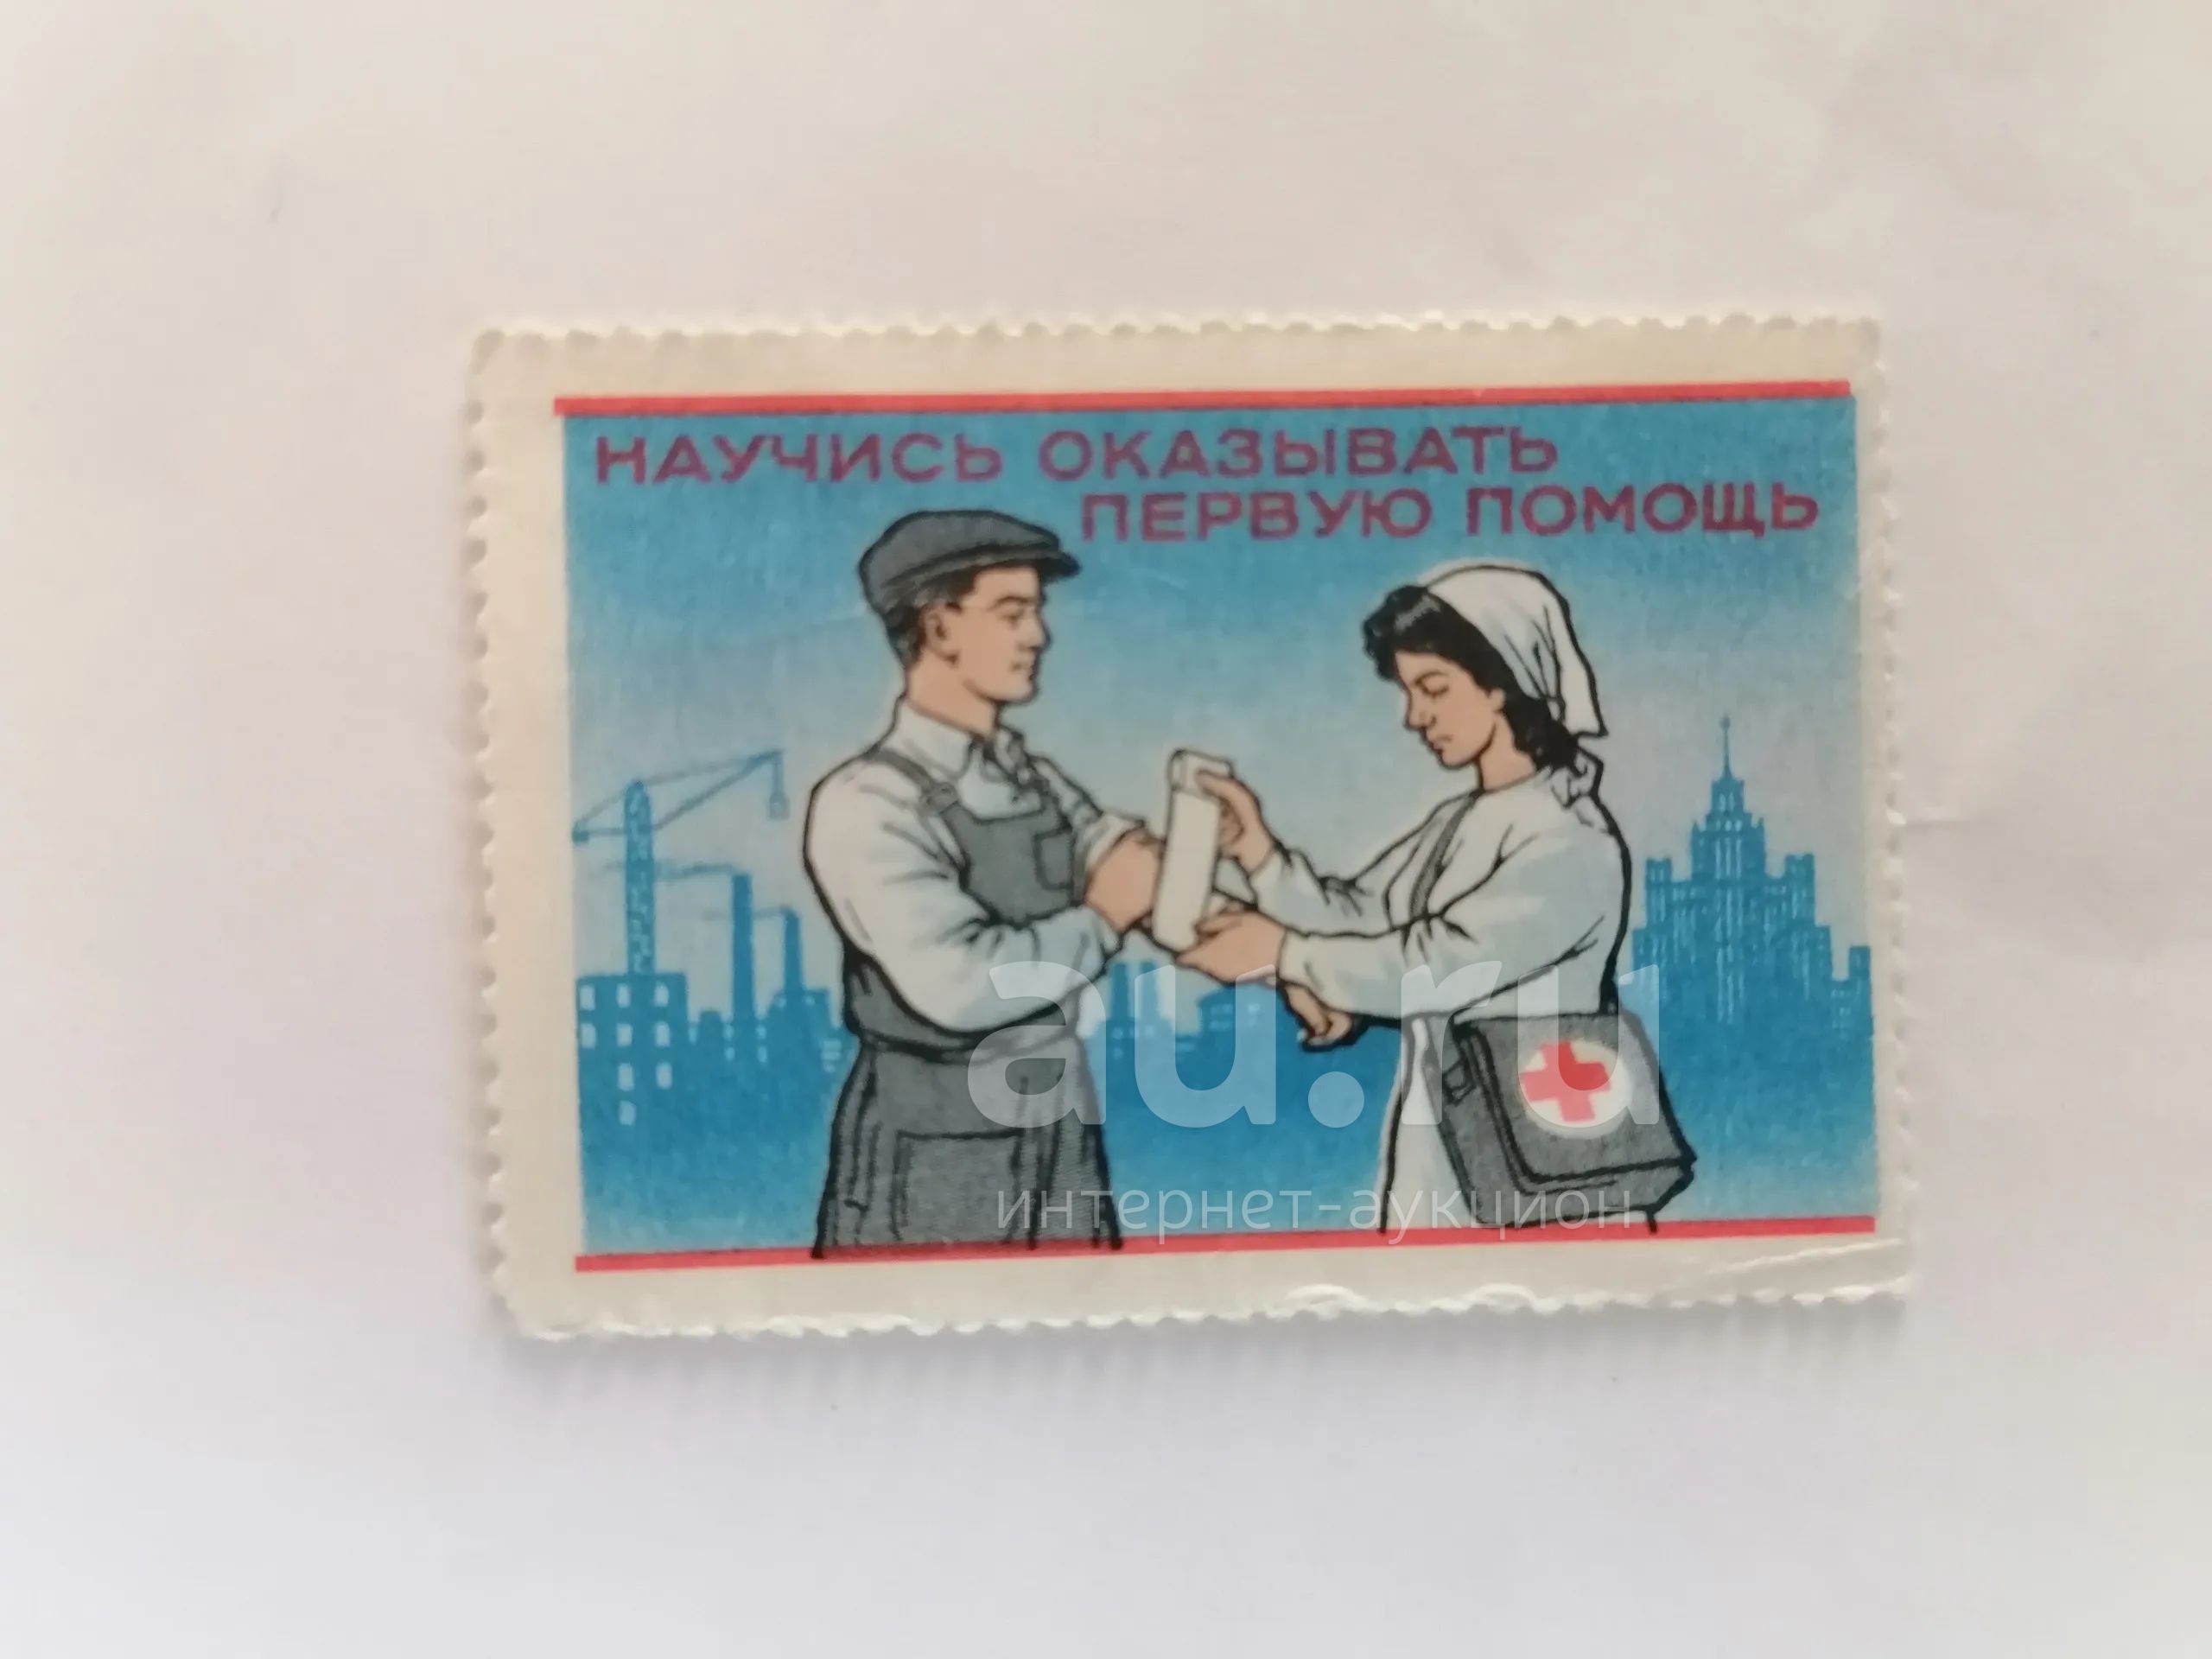 НАУЧИСЬ ОКАЗЫВАТЬ
ПЕРВУЮ ПОМОЩЬ
au.ru
интернет-аукцион